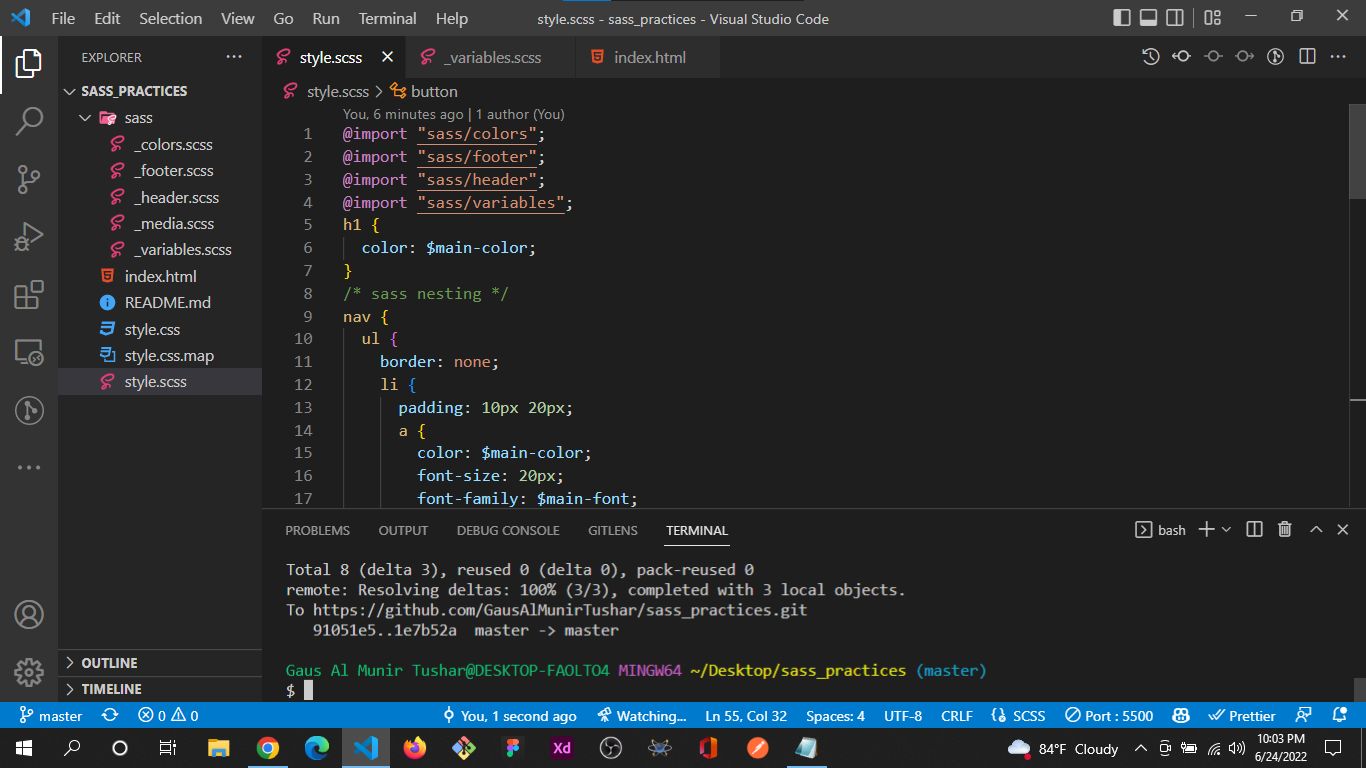 File Edit Selection View Go Run Terminal Help style.scss - sass_practices - Visual Studio Code
EXPLORER
SASS_PRACTICES
sass
_colors.scss
_footer.scss
_header.scss
_media.scss
_variables.scss
index.html
README.md
style.css
style.css.map
style.scss
OUTLINE
TIMELINE
style.scss _variables.scss index.html
style.scss > button
You, 6 minutes ago | 1 author (You)
1 @import "sass/colors";
2 @import "sass/footer";
3 @import "sass/header";
4 @import "sass/variables";
5 h1 {
6 color: $main-color;
7 }
8 /* sass nesting */
9 nav {
10 ul {
11 border: none;
12 li {
13 padding: 10px 20px;
14 a {
15 color: $main-color;
16 font-size: 20px;
17 font-family: $main-font;
PROBLEMS OUTPUT DEBUG CONSOLE GITLENS TERMINAL bash
Total 8 (delta 3), reused 0 (delta 0), pack-reused 0
remote: Resolving deltas: 100% (3/3), completed with 3 local objects.
To https://github.com/GausAlMunirTushar/sass_practices.git
91051e5..1e7b52a master -> master
Gaus Al Munir Tushar@DESKTOP-FAOLTO4 MINGW64 ~/Desktop/sass_practices (master)
$
master 0 0 You, 1 second ago Watching... Ln 55, Col 32 Spaces: 4 UTF-8 CRLF SCSS Port : 5500 Prettier
Xd 84°F Cloudy 10:03 PM
6/24/2022